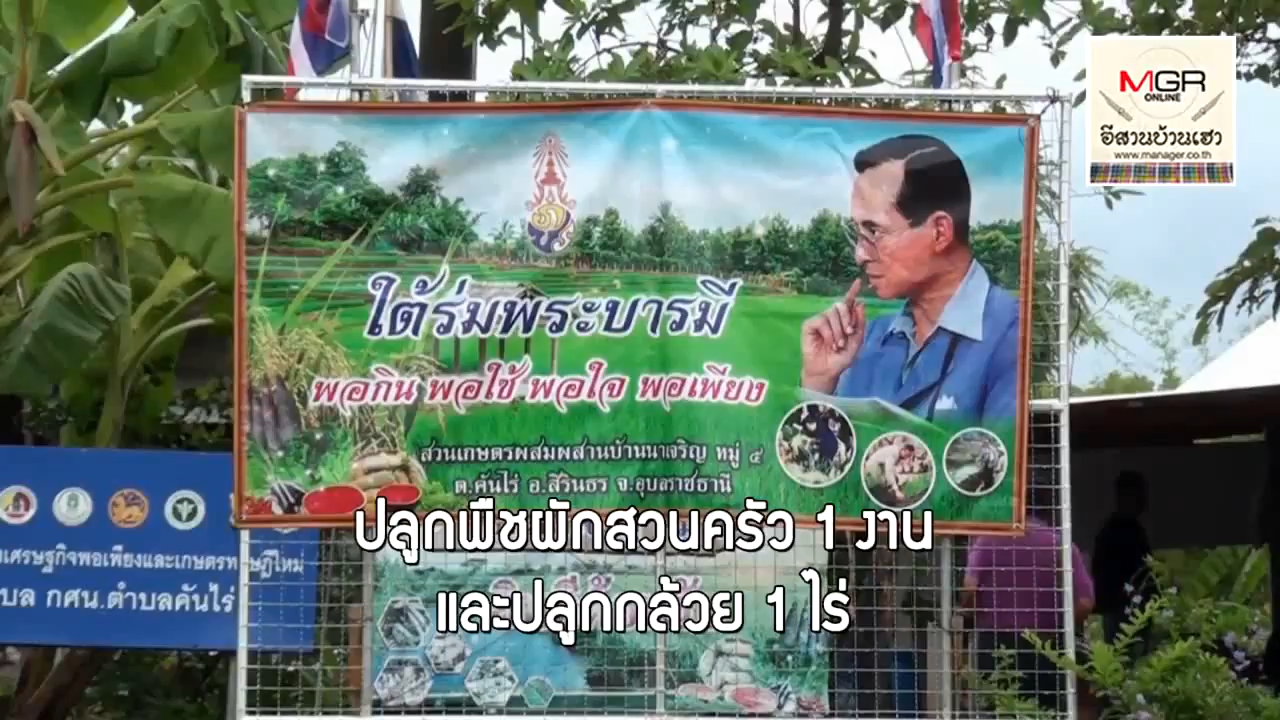 MGR
ONLINE
อีสานบ้านเฮา
www.manager.co.th
ใต้ร่มพระบารมี
พอกิน พอใช้ พอใจ พอเพียง
สวนเกษตรผสมผสานบ้านนาเจริญ หมู่ ๔
ต.คันไร่ อ.สิรินธร จ.อุบลราชธานี
ปลูกพืชผักสวนครัว 1 งาน
และปลูกกล้วย 1 ไร่
เศรษฐกิจพอเพียงและเกษตรทฤษฎีใหม่
บล กศน.ตำบลคันไร่